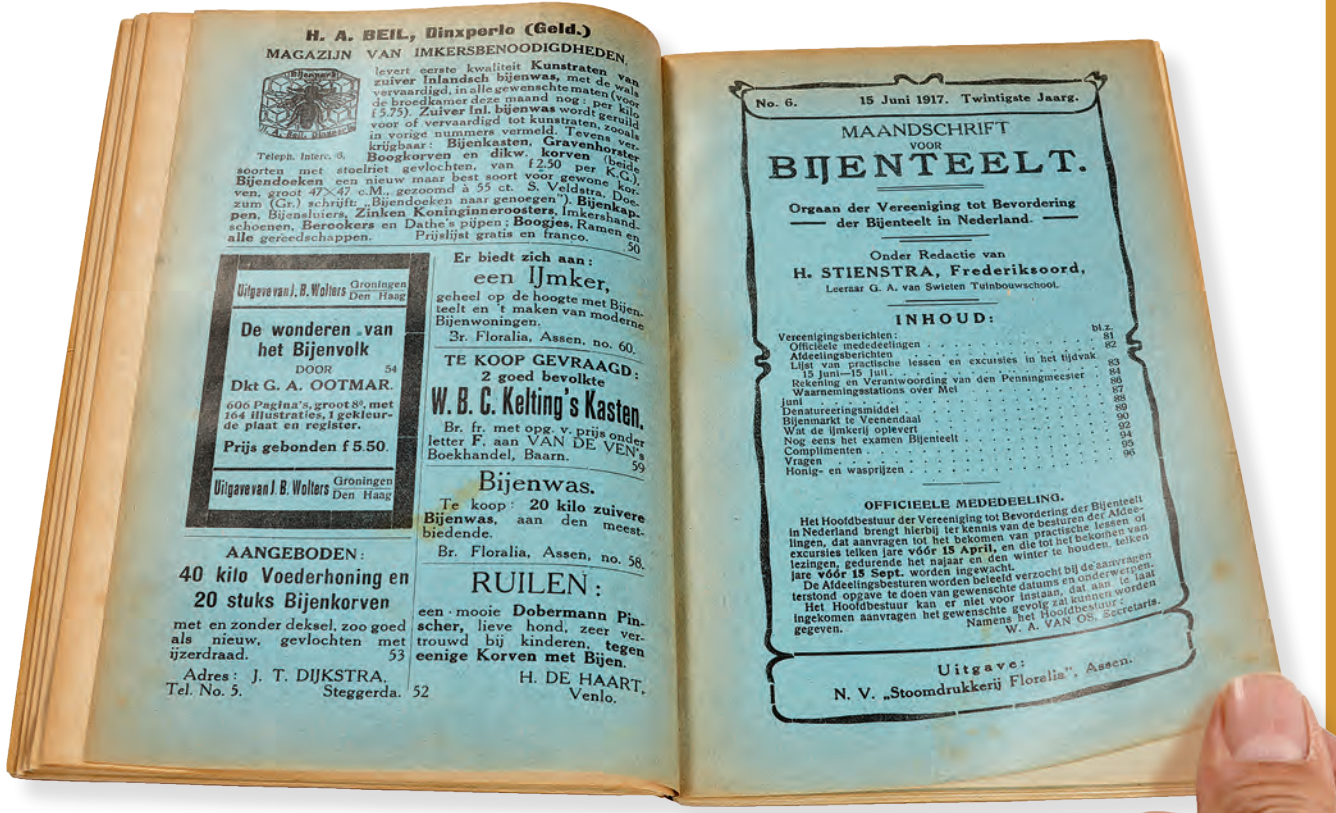 H. A. BEIL, Dinxperlo (Geld.)
MAGAZIJN VAN IMKERSBENOODIGDHEDEN,
levert eerste kwaliteit Kunstraten van
zuiver Inlandsch bijenwas, met de wals
vervaardigd, in alle gewenschte maten (voor
de broedkamer deze maand nog: per kilo
f 5.75). Zuiver Inl. bijenwas wordt geruild
voor of vervaardigd tot kunstraten, zooals
in vorige nummers vermeld. Tevens ver-
krijgbaar: Bijenkasten, Gravenhorster
Bijenpark
H. A. Beil, Dinxperlo
Teleph. Interc. 6.
Boogkorven en dikw. korven (beide
soorten met stoelriet gevlochten, van f 2.50 per K.G.),
Bijendoeken een nieuw maar best soort voor gewone kor-
ven, groot 47×47 c.M., gezoomd à 55 ct. S. Veldstra, Doe-
zum (Gr.) schrijft: „Bijendoeken naar genoegen"). Bijenkap-
pen, Bijensluiers, Zinken Koninginneroosters, Imkershand-
schoenen, Berookers en Dathe's pijpen; Boogjes, Ramen en
alle gereedschappen. Prijslijst gratis en franco. 50
Uitgave van J. B. Wolters Groningen
Den Haag
De wonderen van
het Bijenvolk
DOOR 54
Dkt G. A. OOTMAR.
606 Pagina's, groot 8º, met
164 illustraties, 1 gekleur-
de plaat en register.
Prijs gebonden f 5.50.
Uitgave van J. B. Wolters Groningen
Den Haag
AANGEBODEN:
40 kilo Voederhoning en
20 stuks Bijenkorven
met en zonder deksel, zoo goed
als nieuw, gevlochten met
ijzerdraad. 53
Adres: J. T. DIJKSTRA,
Tel. No. 5. Steggerda.
Er biedt zich aan:
een IJmker,
geheel op de hoogte met Bijen-
teelt en 't maken van moderne
Bijenwoningen.
Br. Floralia, Assen, no. 60.
TE KOOP GEVRAAGD:
2 goed bevolkte
W. B. C. Kelting's Kasten.
Br. fr. met opg. v. prijs onder
letter F. aan VAN DE VEN's
Boekhandel, Baarn. 59
Bijenwas.
Te koop: 20 kilo zuivere
Bijenwas, aan den meest-
biedende.
Br. Floralia, Assen, no. 58.
RUILEN:
een mooie Dobermann Pin-
scher, lieve hond, zeer ver-
trouwd bij kinderen, tegen
eenige Korven met Bijen.
H. DE HAART,
52 Venlo.
No. 6. 15 Juni 1917. Twintigste Jaarg.
MAANDSCHRIFT
VOOR
BIJENTEELT.
Orgaan der Vereeniging tot Bevordering
der Bijenteelt in Nederland.
Onder Redactie van
H. STIENSTRA, Frederiksoord,
Leeraar G. A. van Swieten Tuinbouwschool.
INHOUD:
blz.
Vereenigingsberichten: 81
Officieele mededeelingen 82
Afdeelingsberichten
Lijst van practische lessen en excursies in het tijdvak
15 Juni—15 Juli. 83
Rekening en Verantwoording van den Penningmeester 84
Waarnemingsstations over Mei 86
Juni 87
Denatureeringsmiddel 88
Bijenmarkt te Veenendaal 89
Wat de ijmkerij oplevert 90
Nog eens het examen Bijenteelt 92
Complimenten 94
Vragen 95
Honig- en wasprijzen 96
OFFICIEELE MEDEDEELING.
Het Hoofdbestuur der Vereeniging tot Bevordering der Bijenteelt
in Nederland brengt hierbij ter kennis van de besturen der Afdee-
lingen, dat aanvragen tot het bekomen van practische lessen of
excursies telken jare vóór 15 April, en die tot het bekomen van
lezingen, gedurende het najaar en den winter te houden, telken
jare vóór 15 Sept. worden ingewacht.
De Afdeelingsbesturen worden beleefd verzocht bij de aanvragen
terstond opgave te doen van gewenschte datums en onderwerpen.
Het Hoofdbestuur kan er niet voor instaan, dat aan te laat
ingekomen aanvragen het gewenschte gevolg zal kunnen worden
gegeven. Namens het Hoofdbestuur:
W. A. VAN OS, Secretaris.
Uitgave:
N. V. „Stoomdrukkerij Floralia", Assen.